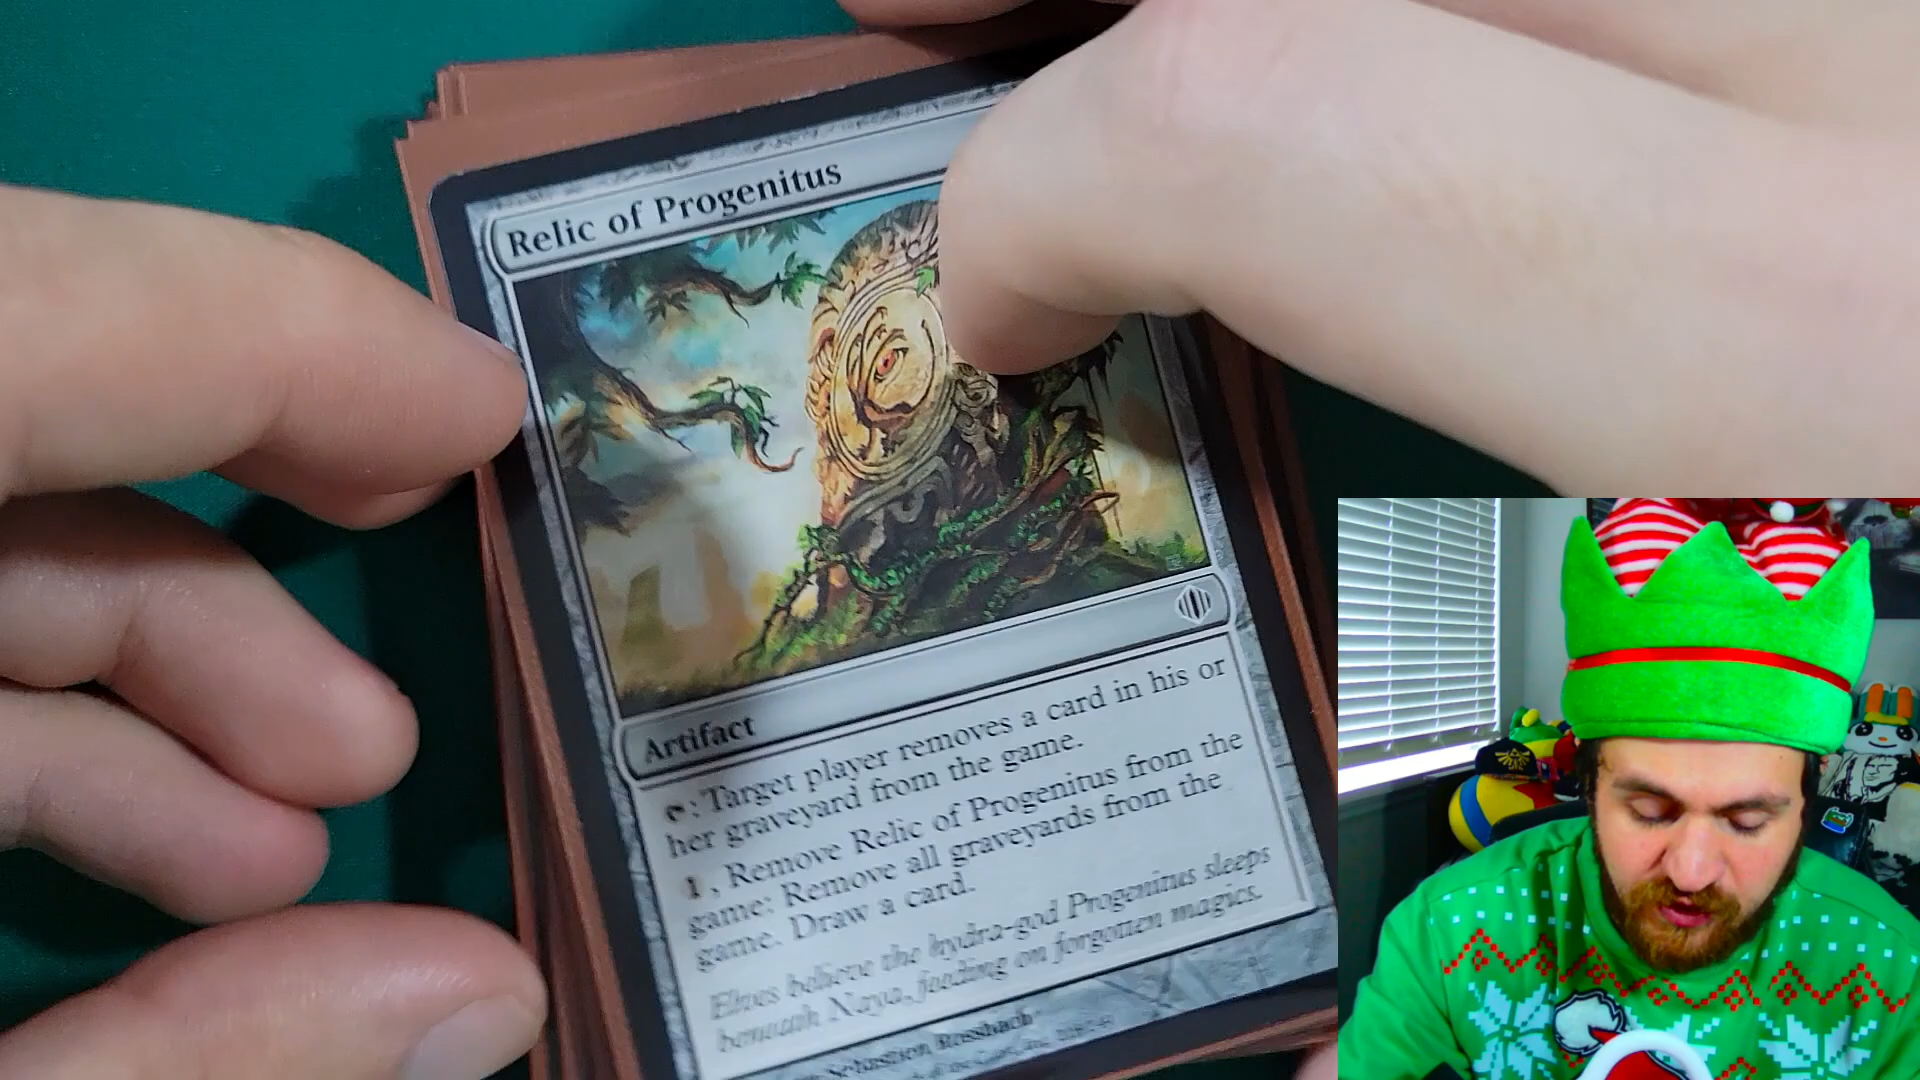 Relic of Progenitus
Artifact
: Target player removes a card in his or
her graveyard from the game.
1, Remove Relic of Progenitus from the
game: Remove all graveyards from the
game. Draw a card.
Elves believe the hydra-god Progenitus sleeps
beneath Naya, feeding on forgotten magics.
Sebastien Rossbach